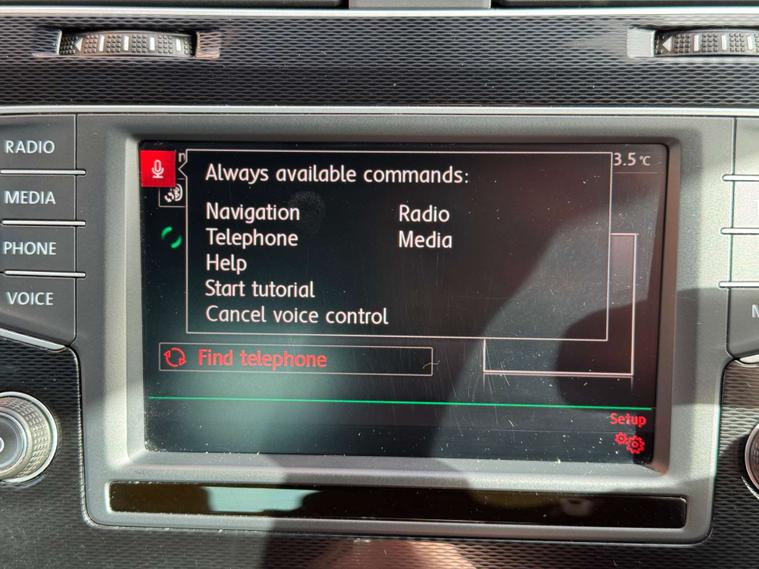 RADIO
MEDIA
PHONE
VOICE
3.5°C
Always available commands:
Navigation Radio
Telephone Media
Help
Start tutorial
Cancel voice control
Find telephone
Setup